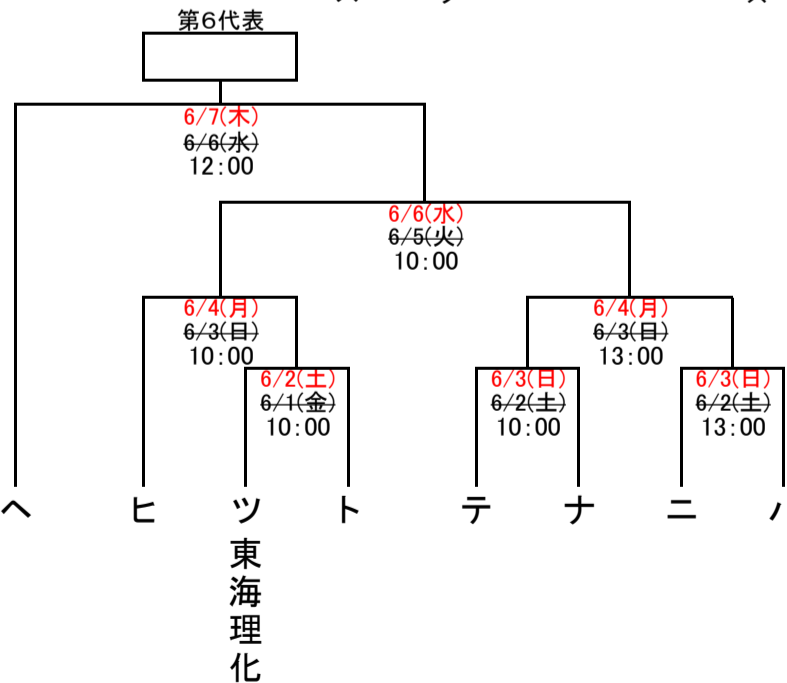 第6代表
6/7(木)
6/6(水)
12:00
6/6(水)
6/5(火)
10:00
6/4(月)
6/3(日)
10:00
6/4(月)
6/3(日)
13:00
6/2(土)
6/1(金)
10:00
6/3(日)
6/2(土)
10:00
6/3(日)
6/2(土)
13:00
ヘ ヒ ツ ト テ ナ ニ
東海理化